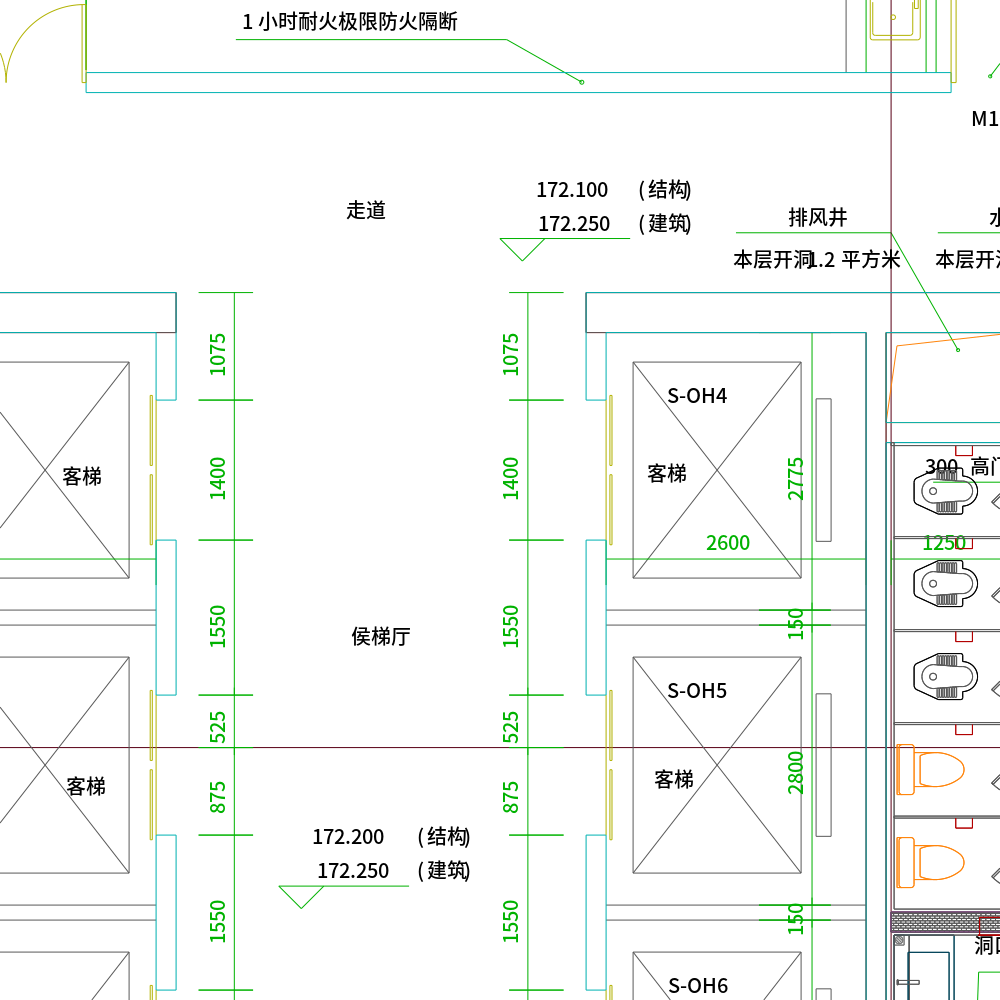 1 小时耐火极限防火隔断
M1
172.100 (结构)
走道
172.250 (建筑)
排风井
本层开洞1.2 平方米
本层开
1075
1075
S-OH4
300 高门
客梯
客梯
1400
1400
2775
2600
1250
1550
1550
150
侯梯厅
S-OH5
525
525
客梯
客梯
2800
875
875
172.200 (结构)
172.250 (建筑)
1550
1550
150
洞口
S-OH6